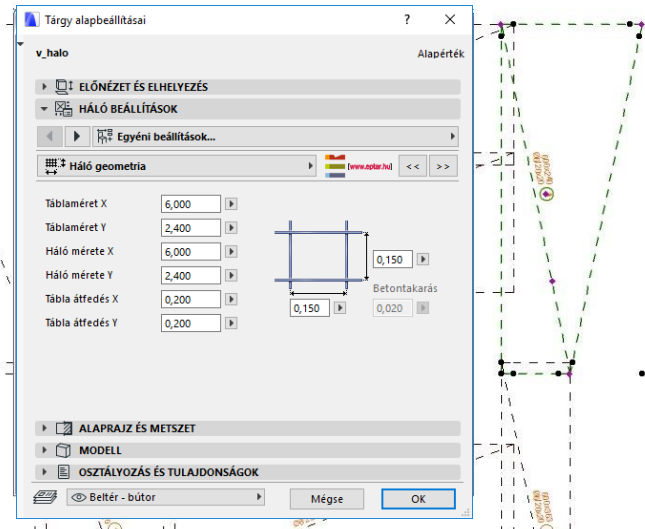 Tárgy alapbeállításai
?
v_halo
Alapérték
ELŐNÉZET ÉS ELHELYEZÉS
HÁLÓ BEÁLLÍTÁSOK
Egyéni beállítások...
Háló geometria
[www.eptar.hu]
<<
>>
Táblaméret X 6,000
Táblaméret Y 2,400
Háló mérete X 6,000
Háló mérete Y 2,400
Tábla átfedés X 0,200
Tábla átfedés Y 0,200
0,150
0,150
Betontakarás
0,020
ALAPRAJZ ÉS METSZET
MODELL
OSZTÁLYOZÁS ÉS TULAJDONSÁGOK
Beltér - bútor
Mégse
OK